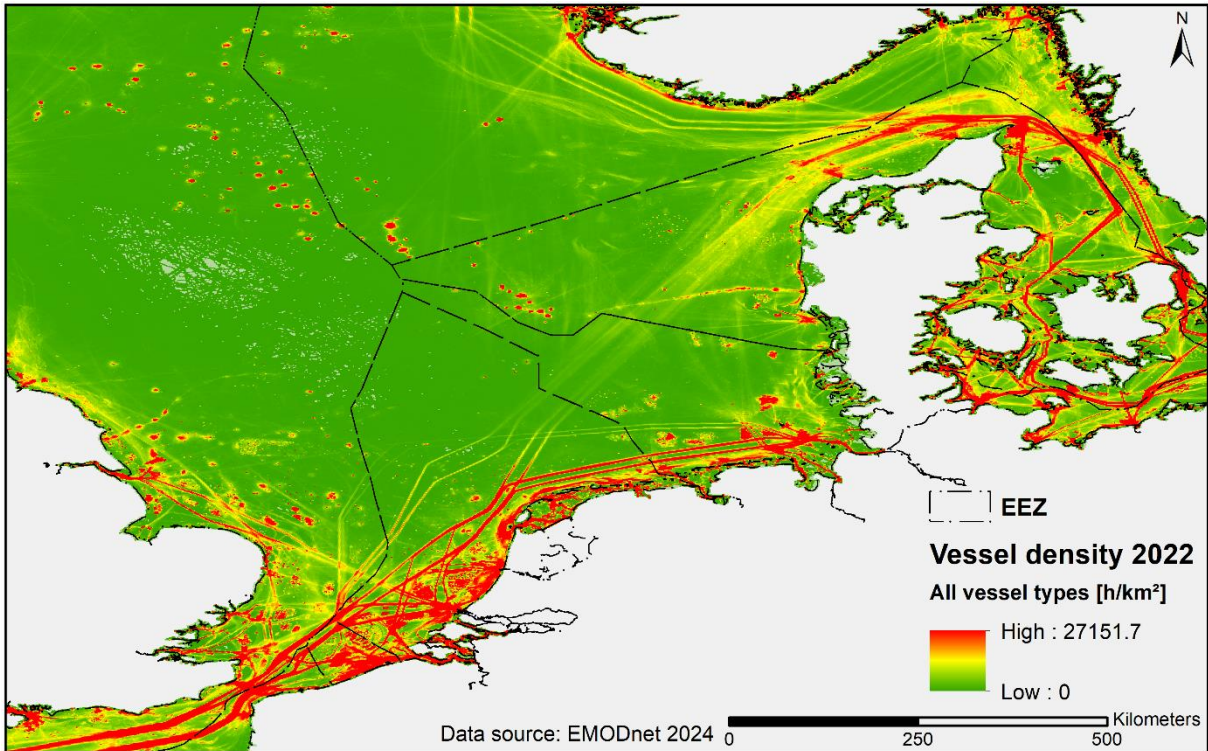 N
EEZ
Vessel density 2022
All vessel types [h/km²]
High : 27151.7
Low : 0
Data source: EMODnet 2024
Kilometers
0 250 500